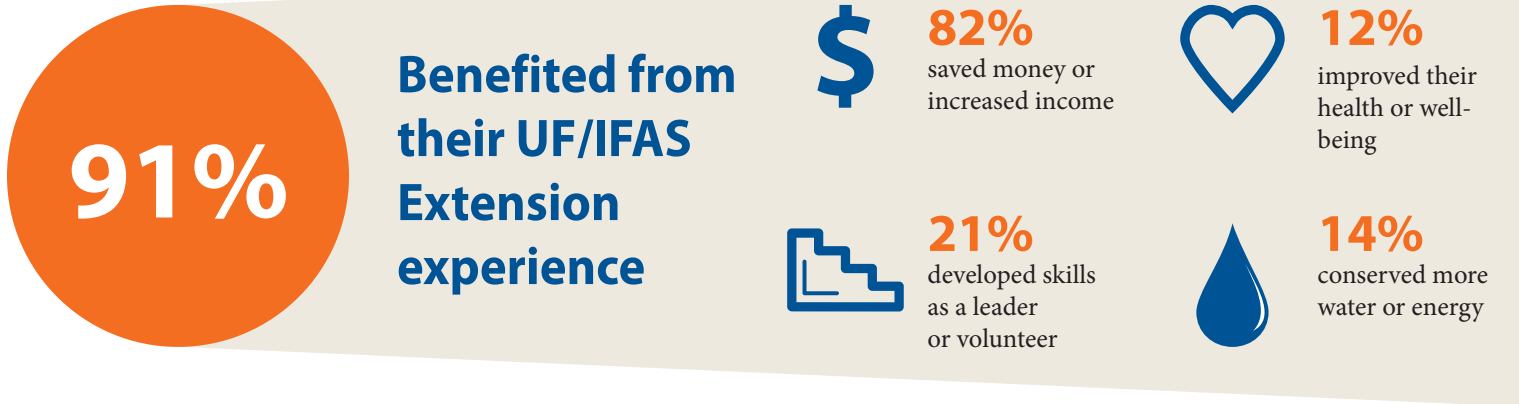 91%
Benefited from
their UF/IFAS
Extension
experience
82%
saved money or
increased income
12%
improved their
health or well-
being
21%
developed skills
as a leader
or volunteer
14%
conserved more
water or energy